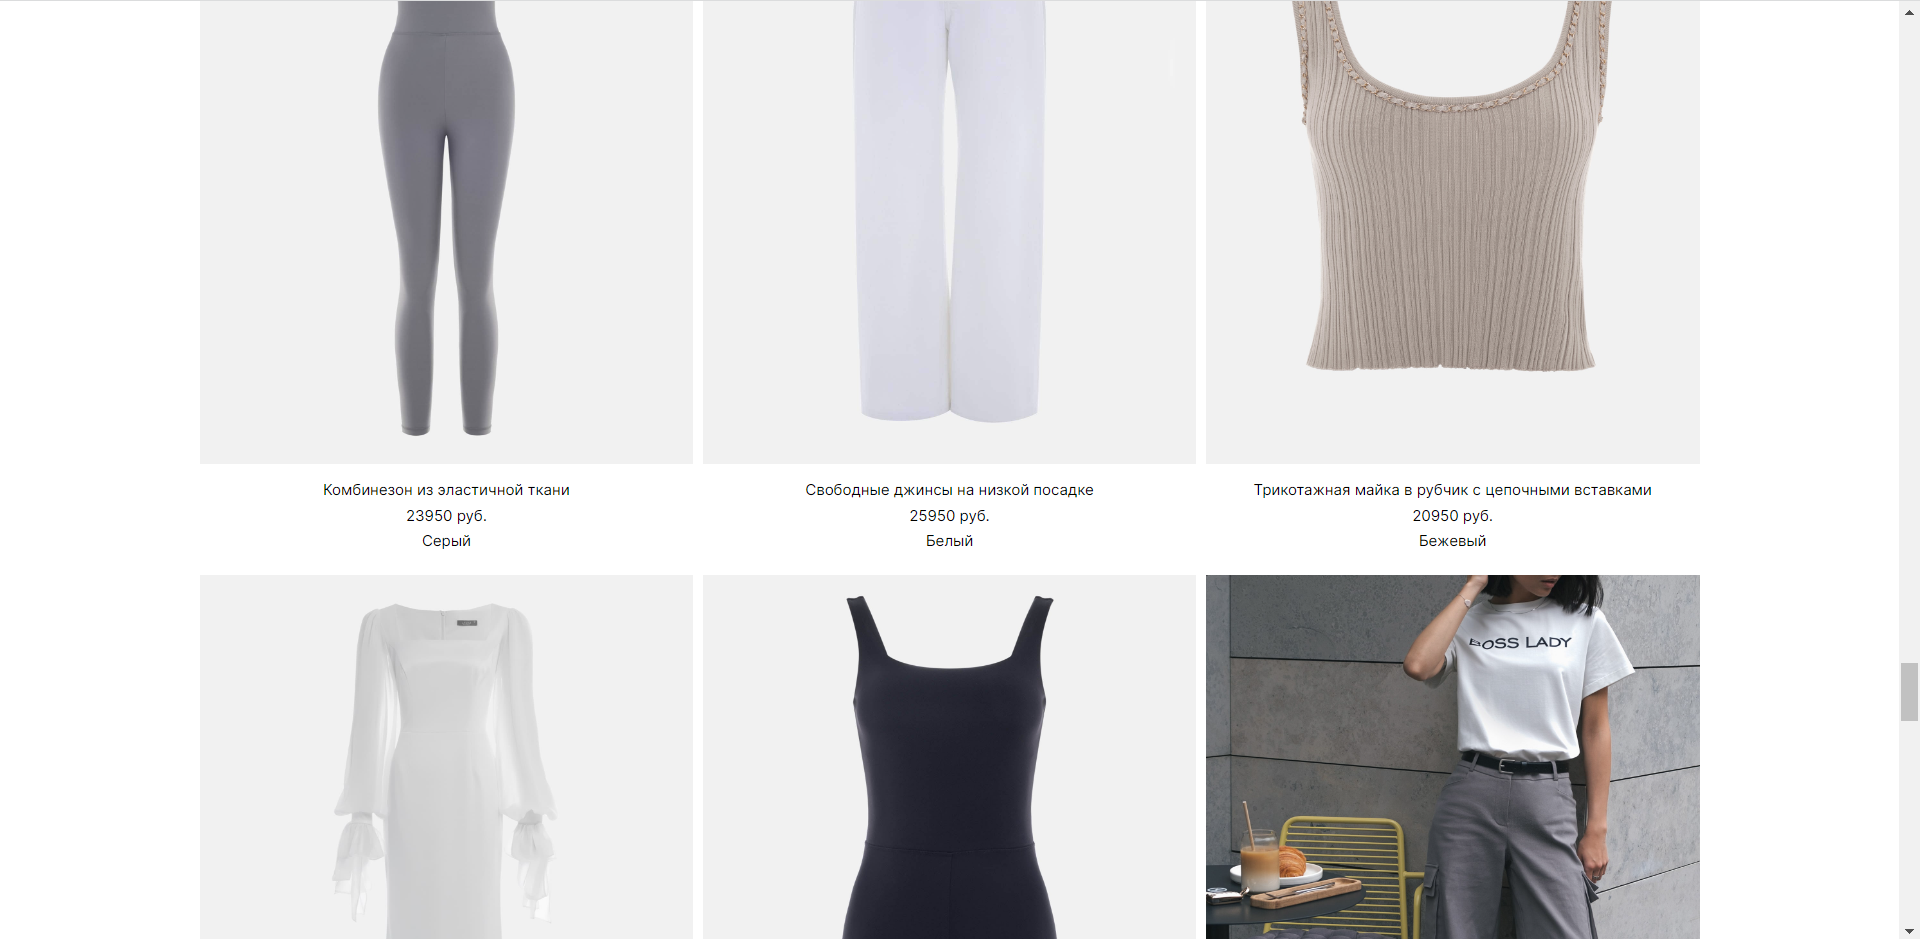 Комбинезон из эластичной ткани
23950 руб.
Серый
Свободные джинсы на низкой посадке
25950 руб.
Белый
Трикотажная майка в рубчик с цепочными вставками
20950 руб.
Бежевый
BOSS LADY